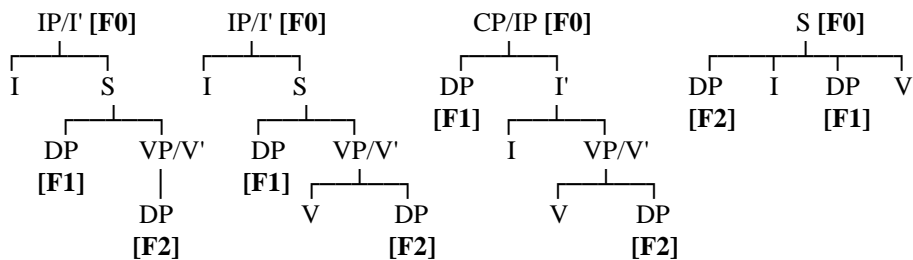 IP/I' [F0] IP/I' [F0] CP/IP [F0] S [F0]
I S I S DP I' DP I DP V
[F1] [F2] [F1]
DP VP/V' DP VP/V' I VP/V'
[F1] [F1]
DP V DP V DP
[F2] [F2] [F2]